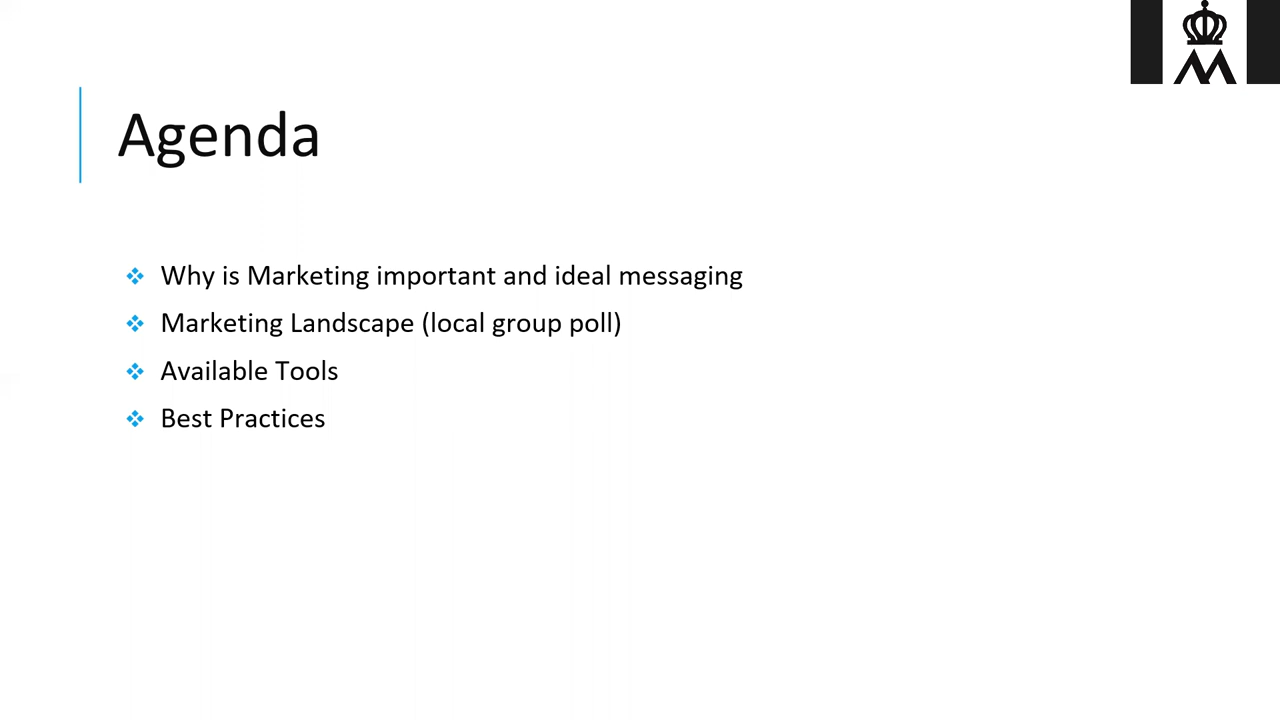 Agenda
Why is Marketing important and ideal messaging
Marketing Landscape (local group poll)
Available Tools
Best Practices